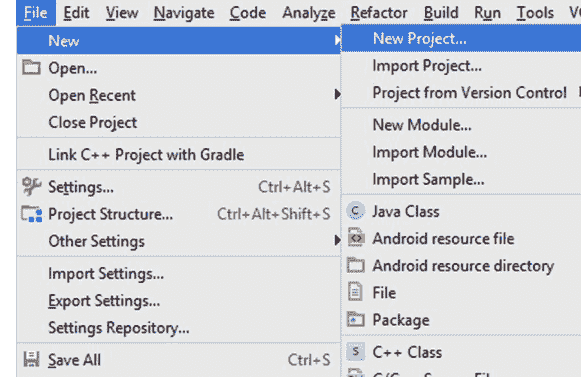 File Edit View Navigate Code Analyze Refactor Build Run Tools
New
Open...
Open Recent
Close Project
Link C++ Project with Gradle
Settings... Ctrl+Alt+S
Project Structure... Ctrl+Alt+Shift+S
Other Settings
Import Settings...
Export Settings...
Settings Repository...
Save All Ctrl+S
New Project...
Import Project...
Project from Version Control
New Module...
Import Module...
Import Sample...
C Java Class
Android resource file
Android resource directory
File
Package
S C++ Class